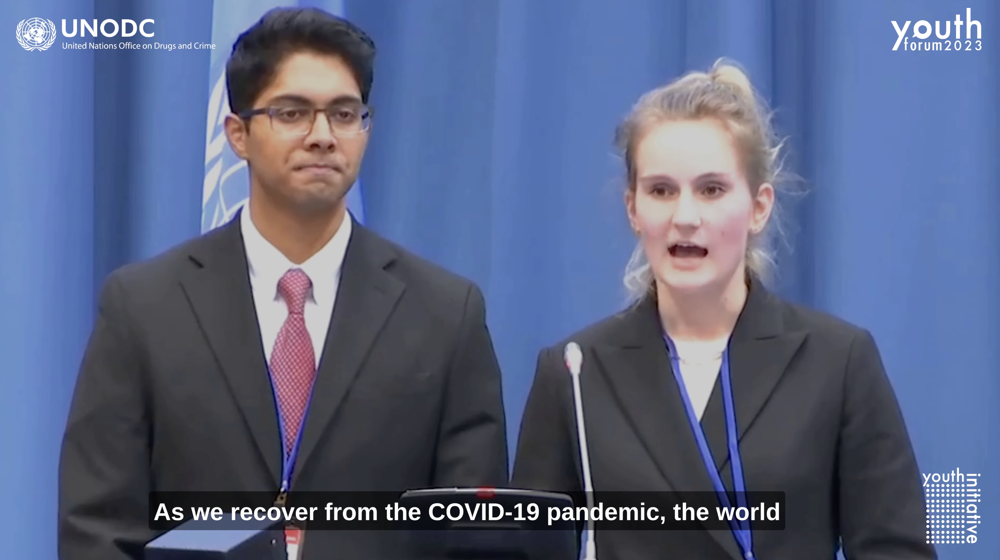 UNODC
United Nations Office on Drugs and Crime
youth
forum2023
As we recover from the COVID-19 pandemic, the world
youth
initiative